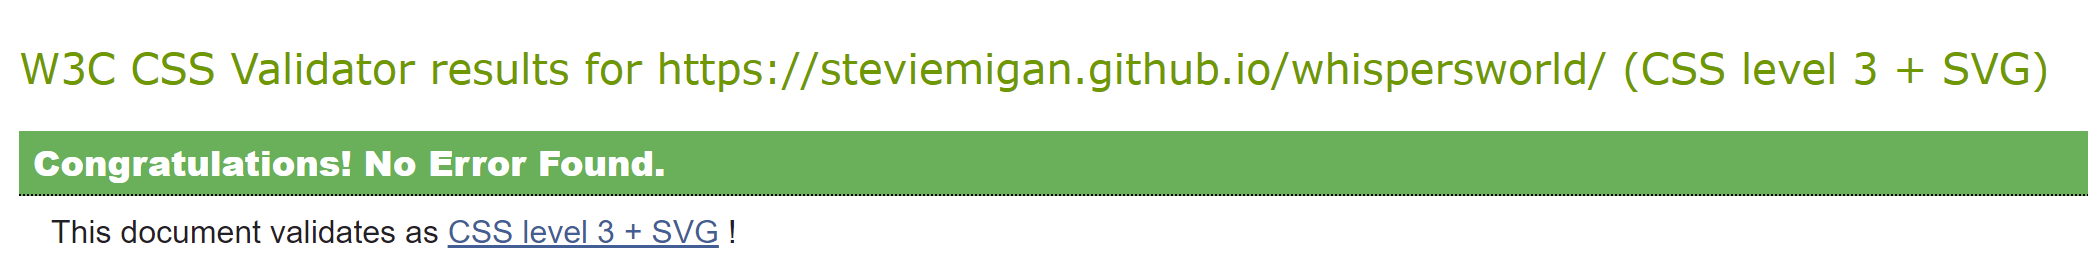 W3C CSS Validator results for https://steviemigan.github.io/whispersworld/ (CSS level 3 + SVG)
Congratulations! No Error Found.
This document validates as CSS level 3 + SVG !